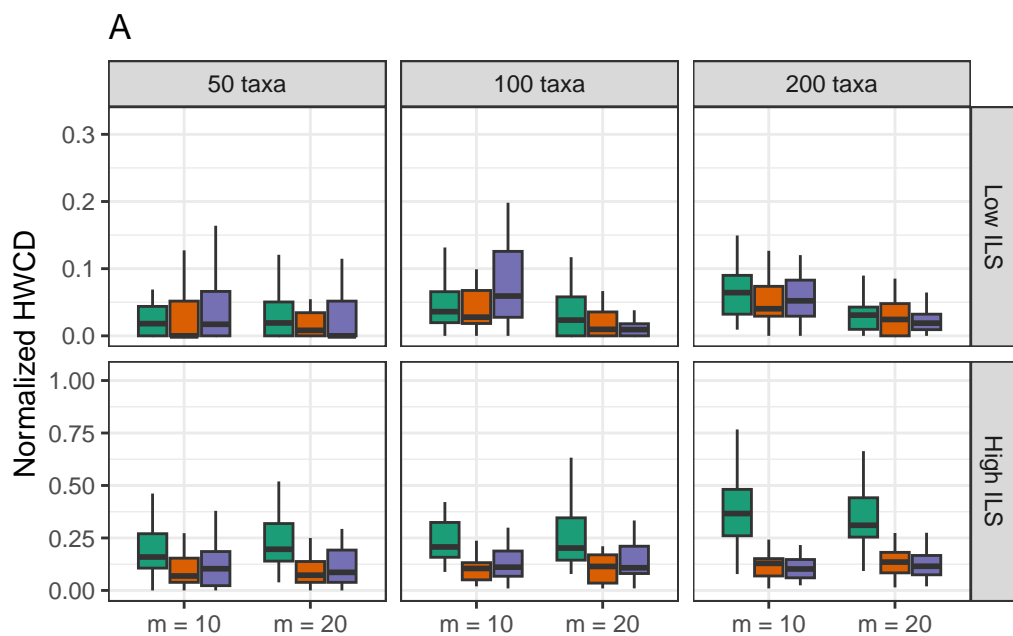 A
50 taxa
100 taxa
200 taxa
Normalized HWCD
0.3
0.2
0.1
0.0
Low ILS
1.00
0.75
0.50
0.25
0.00
High ILS
m = 10
m = 20
m = 10
m = 20
m = 10
m = 20